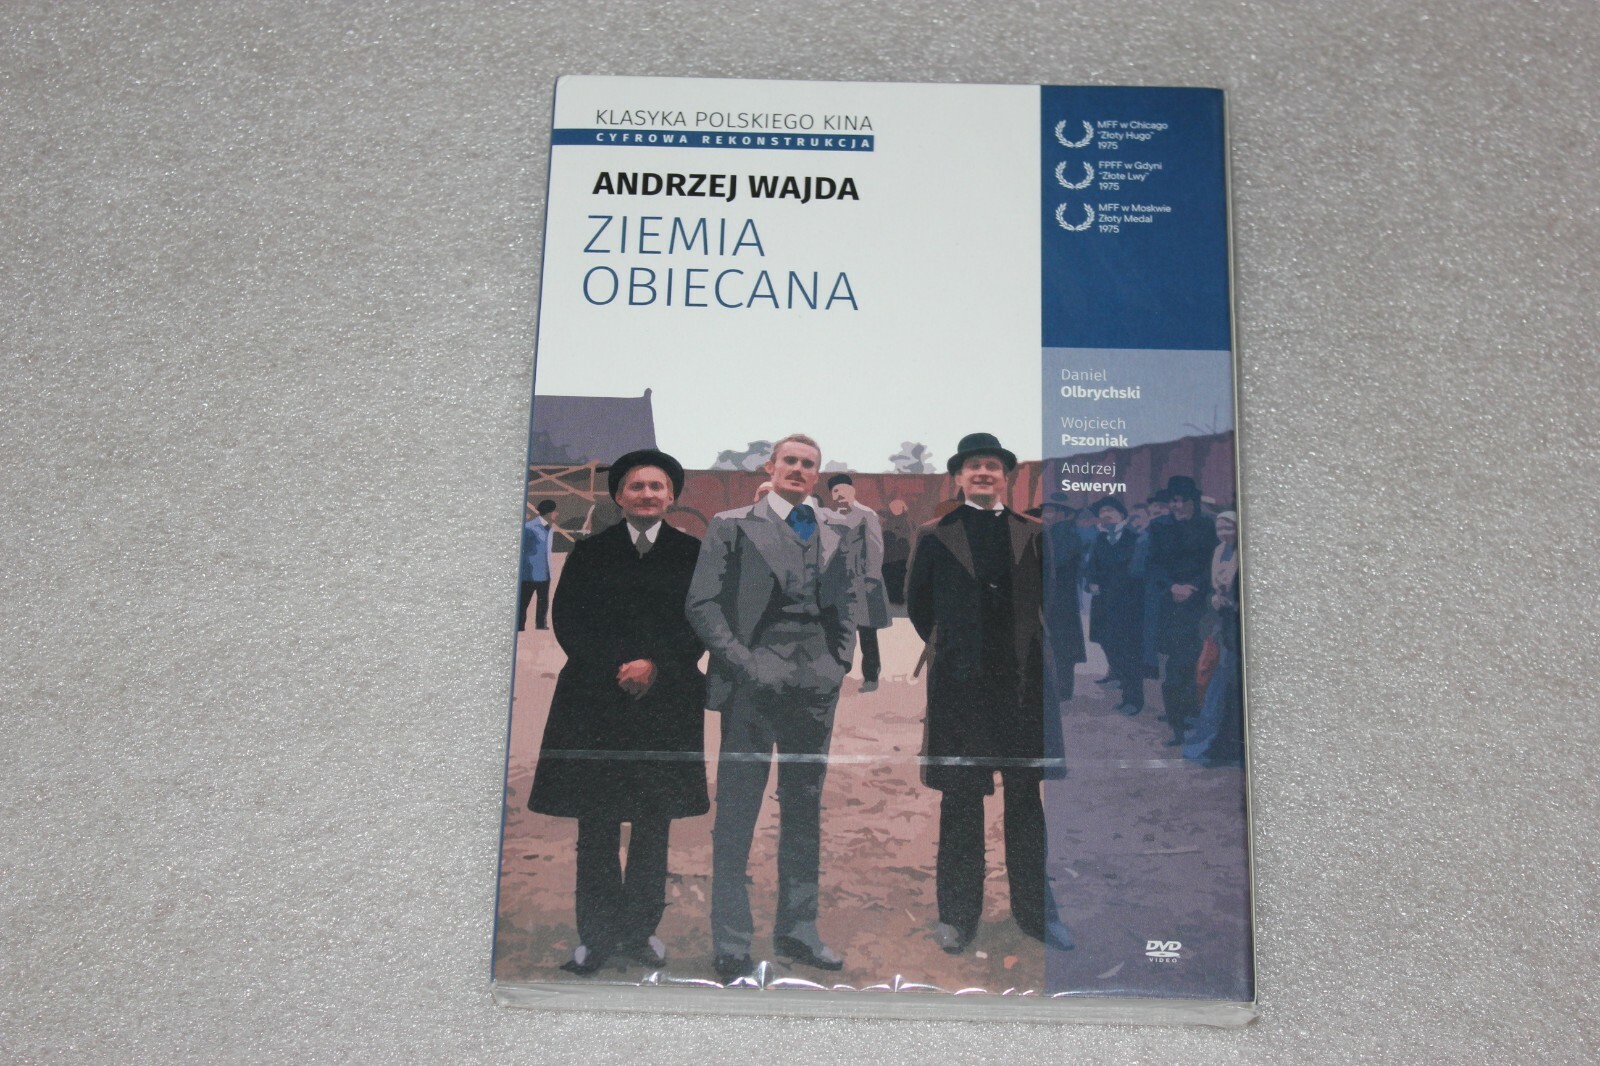 KLASYKA POLSKIEGO KINA
CYFROWA REKONSTRUKCJA
ANDRZEJ WAJDA
ZIEMIA
OBIECANA
MFF w Chicago
"Złoty Hugo"
1975
FPFF w Gdyni
"Złote Lwy"
1975
MFF w Moskwie
Złoty Medal
1975
Daniel
Olbrychski
Wojciech
Pszoniak
Andrzej
Seweryn
DVD
VIDEO